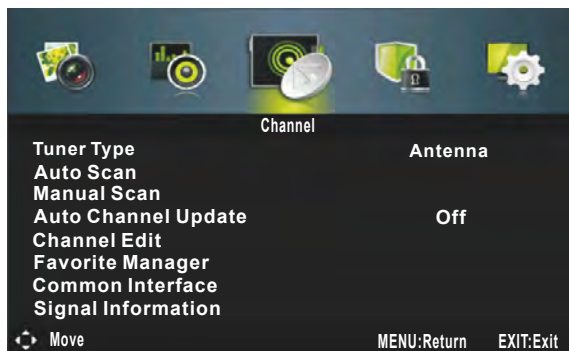 Channel
Tuner Type Antenna
Auto Scan
Manual Scan
Auto Channel Update Off
Channel Edit
Favorite Manager
Common Interface
Signal Information
Move MENU:Return EXIT:Exit